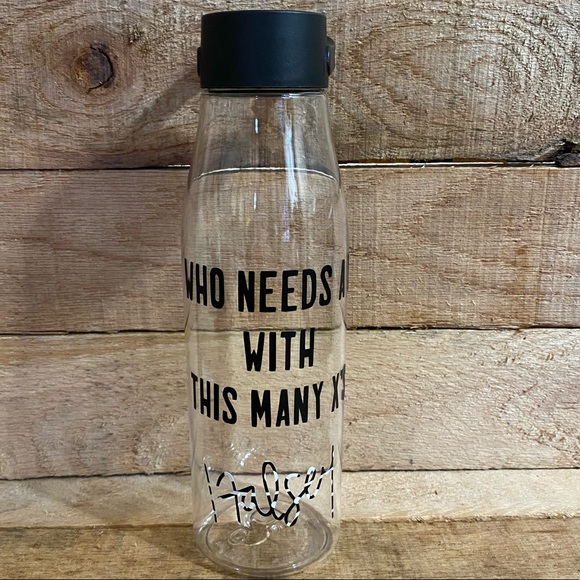 WHO NEEDS A
WITH
THIS MANY X'S
Halsey